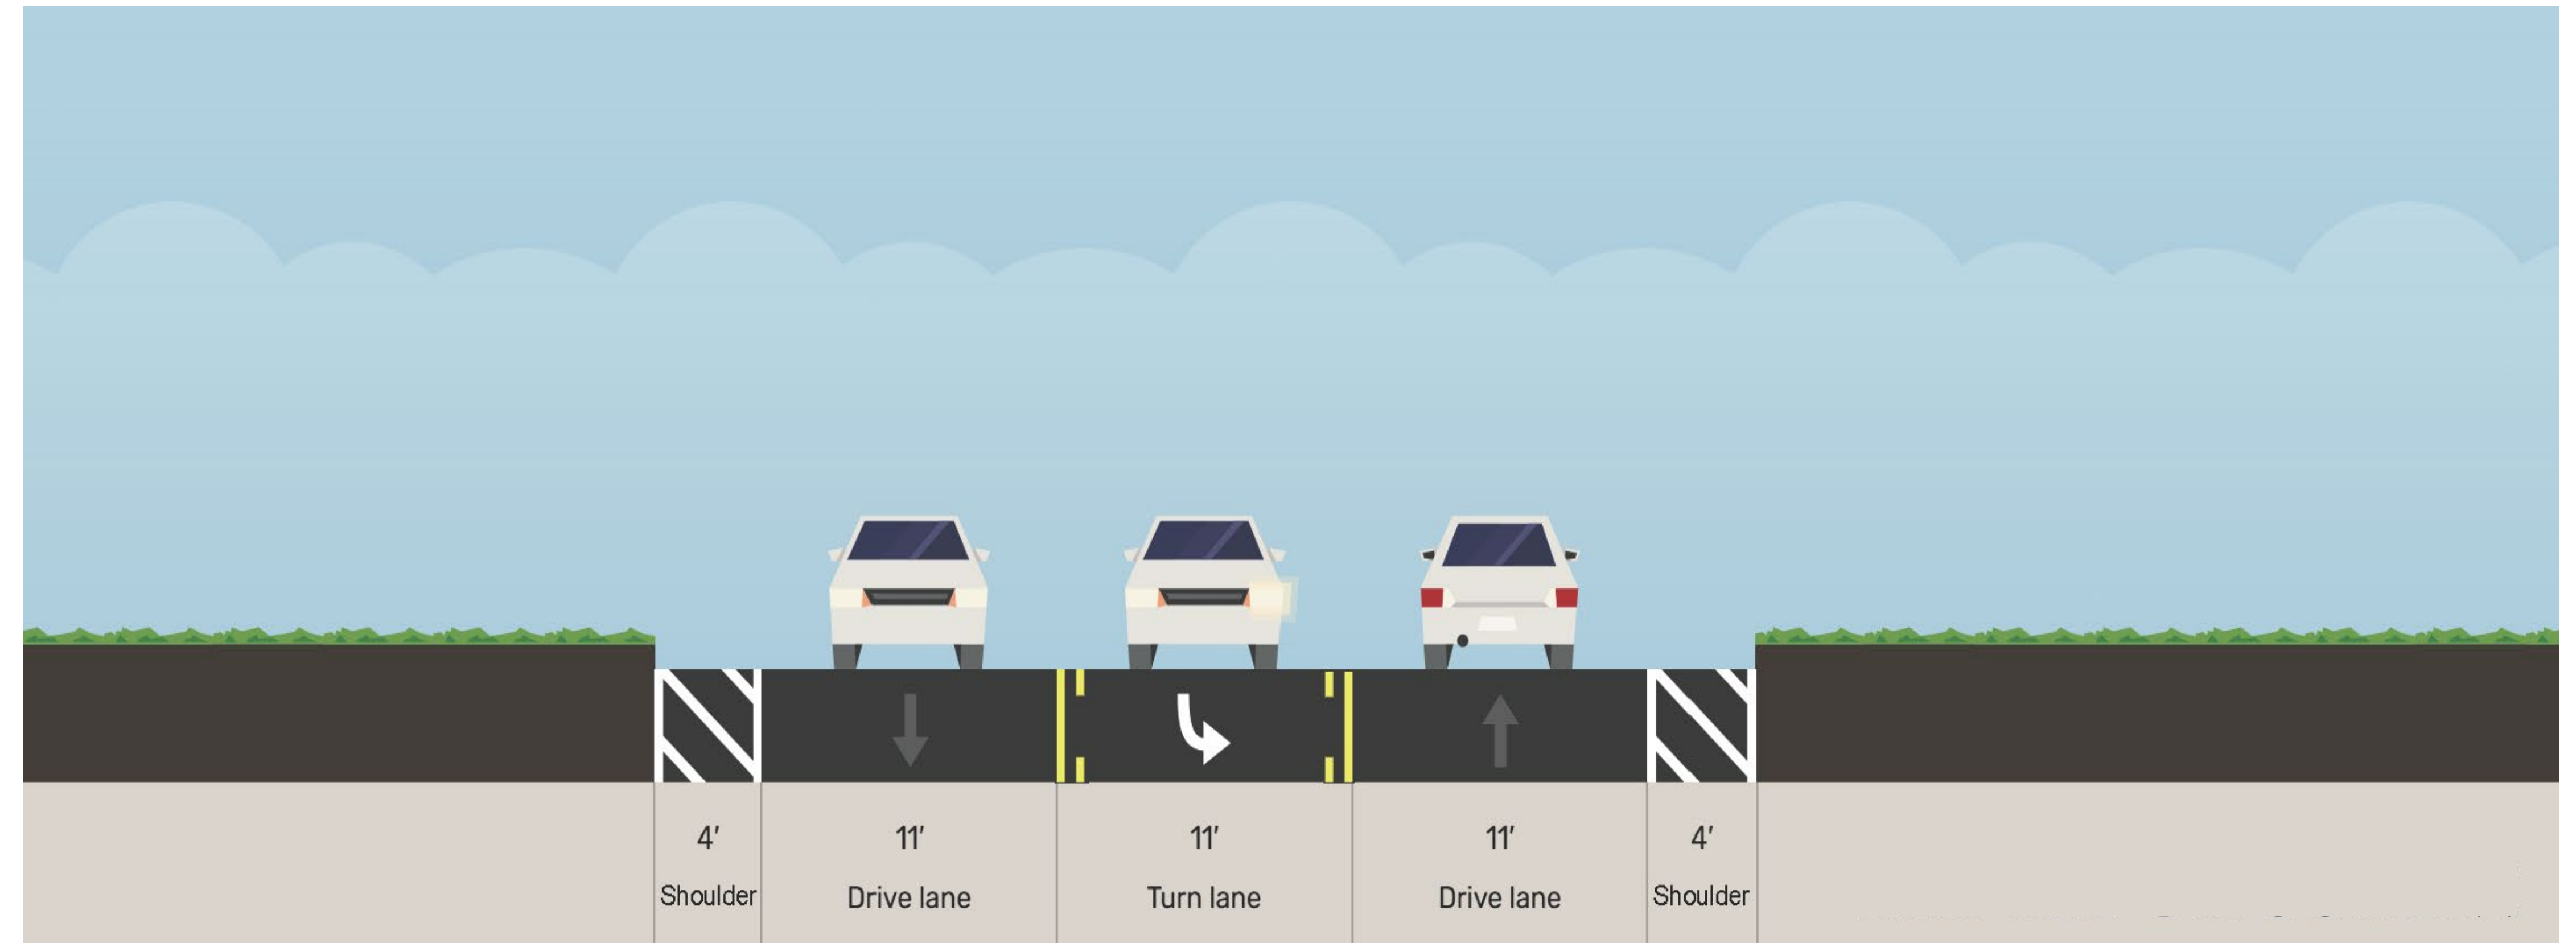 4′
11′
11′
11′
4′
Shoulder
Drive lane
Turn lane
Drive lane
Shoulder